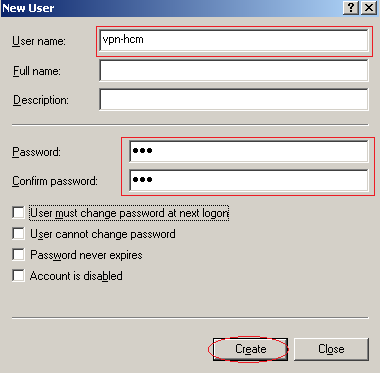 New User
User name:
vpn-hcm
Full name:
Description:
Password:
●●●
Confirm password:
●●●
User must change password at next logon
User cannot change password
Password never expires
Account is disabled
Create
Close